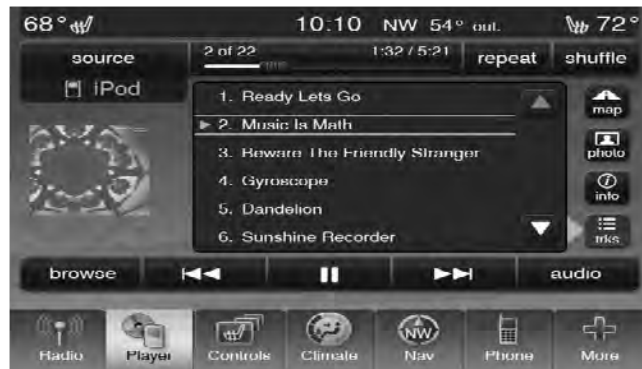 68° 10:10 NW 54° out. 72°
source 2 of 22 1:32 / 5:21 repeat shuffle
iPod
1. Ready Lets Go
2. Music Is Math
3. Beware The Friendly Stranger
4. Gyroscope
5. Dandelion
6. Sunshine Recorder
map
photo
info
trks
browse audio
NW
Radio Player Controls Climate Nav Phone More